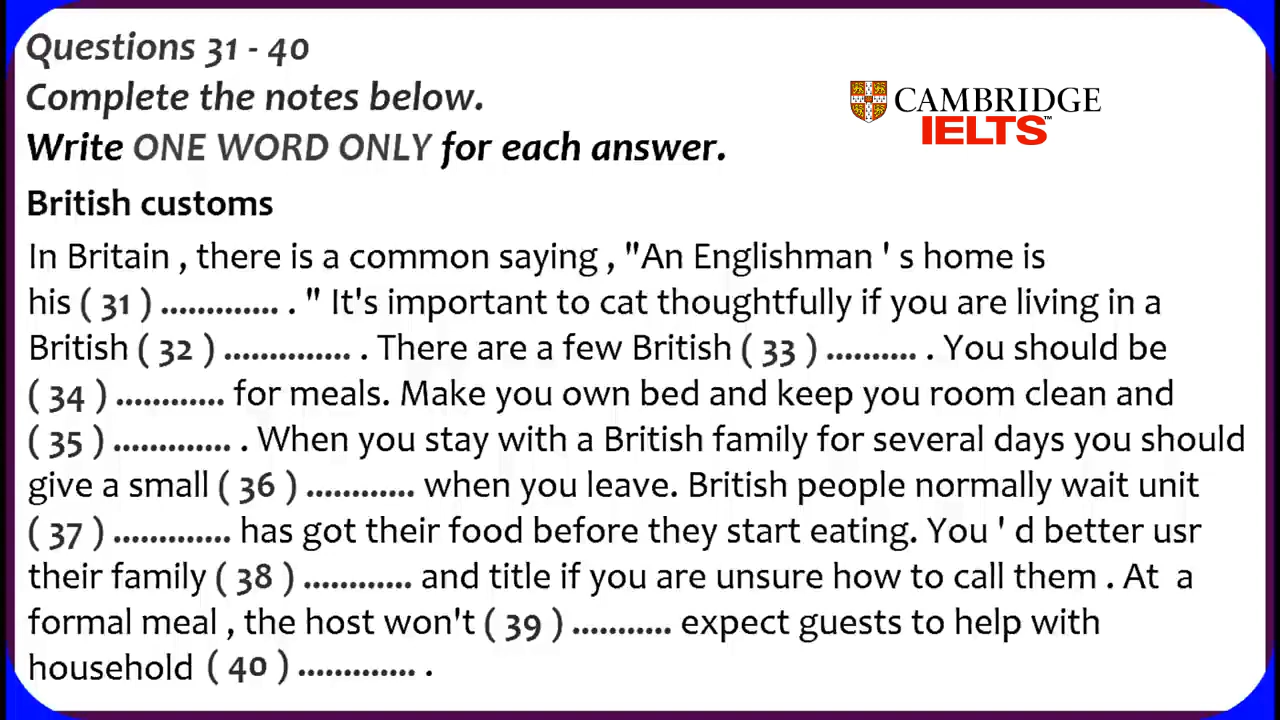 Questions 31 - 40
Complete the notes below.
CAMBRIDGE
IELTS™
Write ONE WORD ONLY for each answer.
British customs
In Britain , there is a common saying , "An Englishman ' s home is
his ( 31 ) ............. . " It's important to cat thoughtfully if you are living in a
British ( 32 ) .............. . There are a few British ( 33 ) .......... . You should be
( 34 ) ............ for meals. Make you own bed and keep you room clean and
( 35 ) ............. . When you stay with a British family for several days you should
give a small ( 36 ) ............ when you leave. British people normally wait unit
( 37 ) ............. has got their food before they start eating. You ' d better usr
their family ( 38 ) ............ and title if you are unsure how to call them . At a
formal meal , the host won't ( 39 ) ........... expect guests to help with
household ( 40 ) ............. .